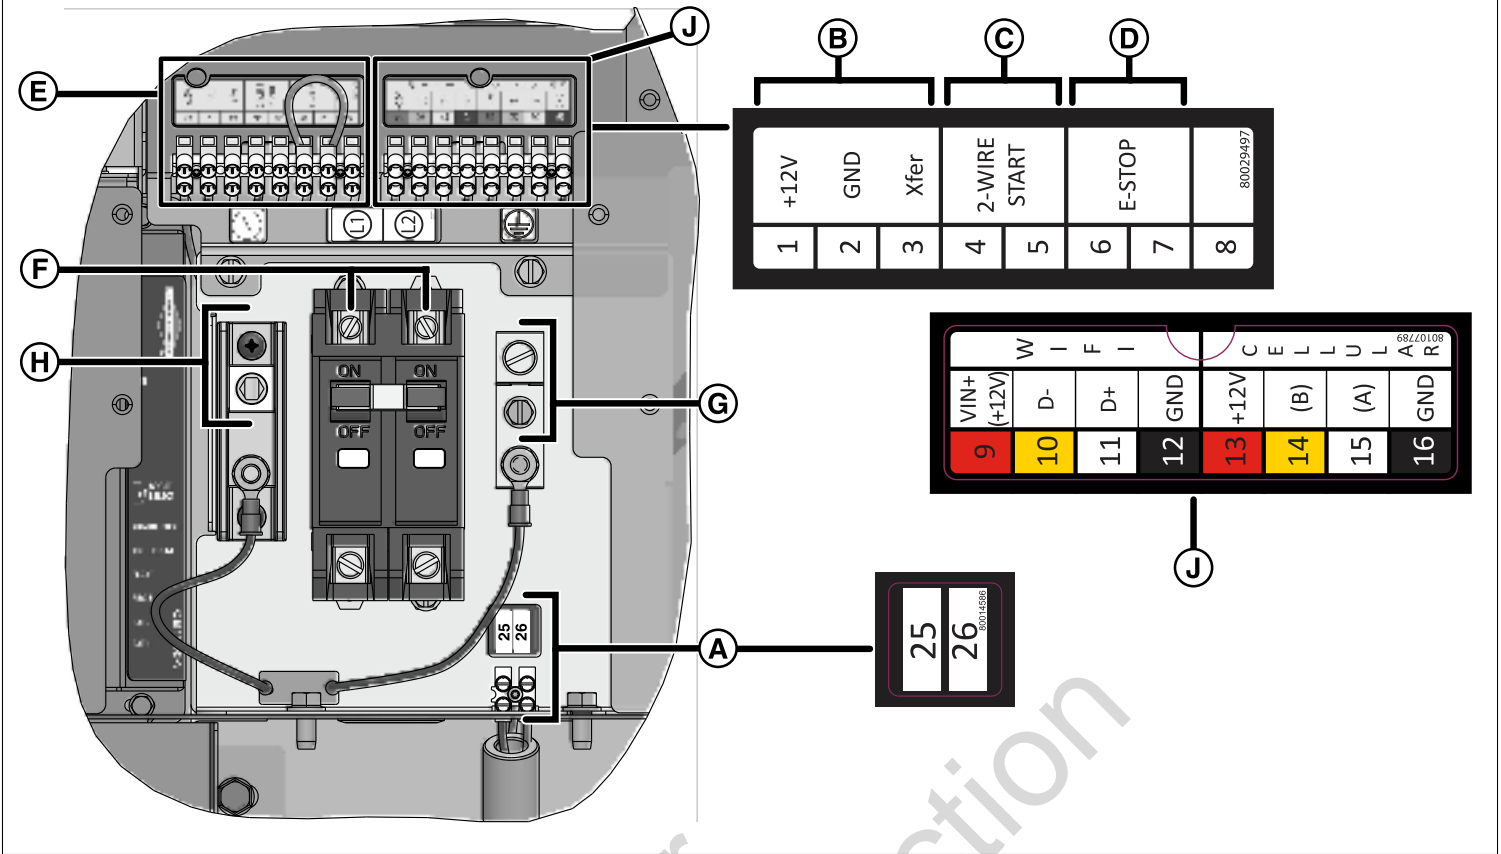 J
E
B
C
D
+12V
GND
Xfer
2-WIRE START
E-STOP
80029497
1
2
3
4
5
6
7
8
L1
L2
F
H
G
ON
ON
OFF
OFF
WIFI
CELLULAR
80107789
VIN+ (+12V)
D-
D+
GND
+12V
(B)
(A)
GND
9
10
11
12
13
14
15
16
J
25
26
A
25
26
80014586
r
ction